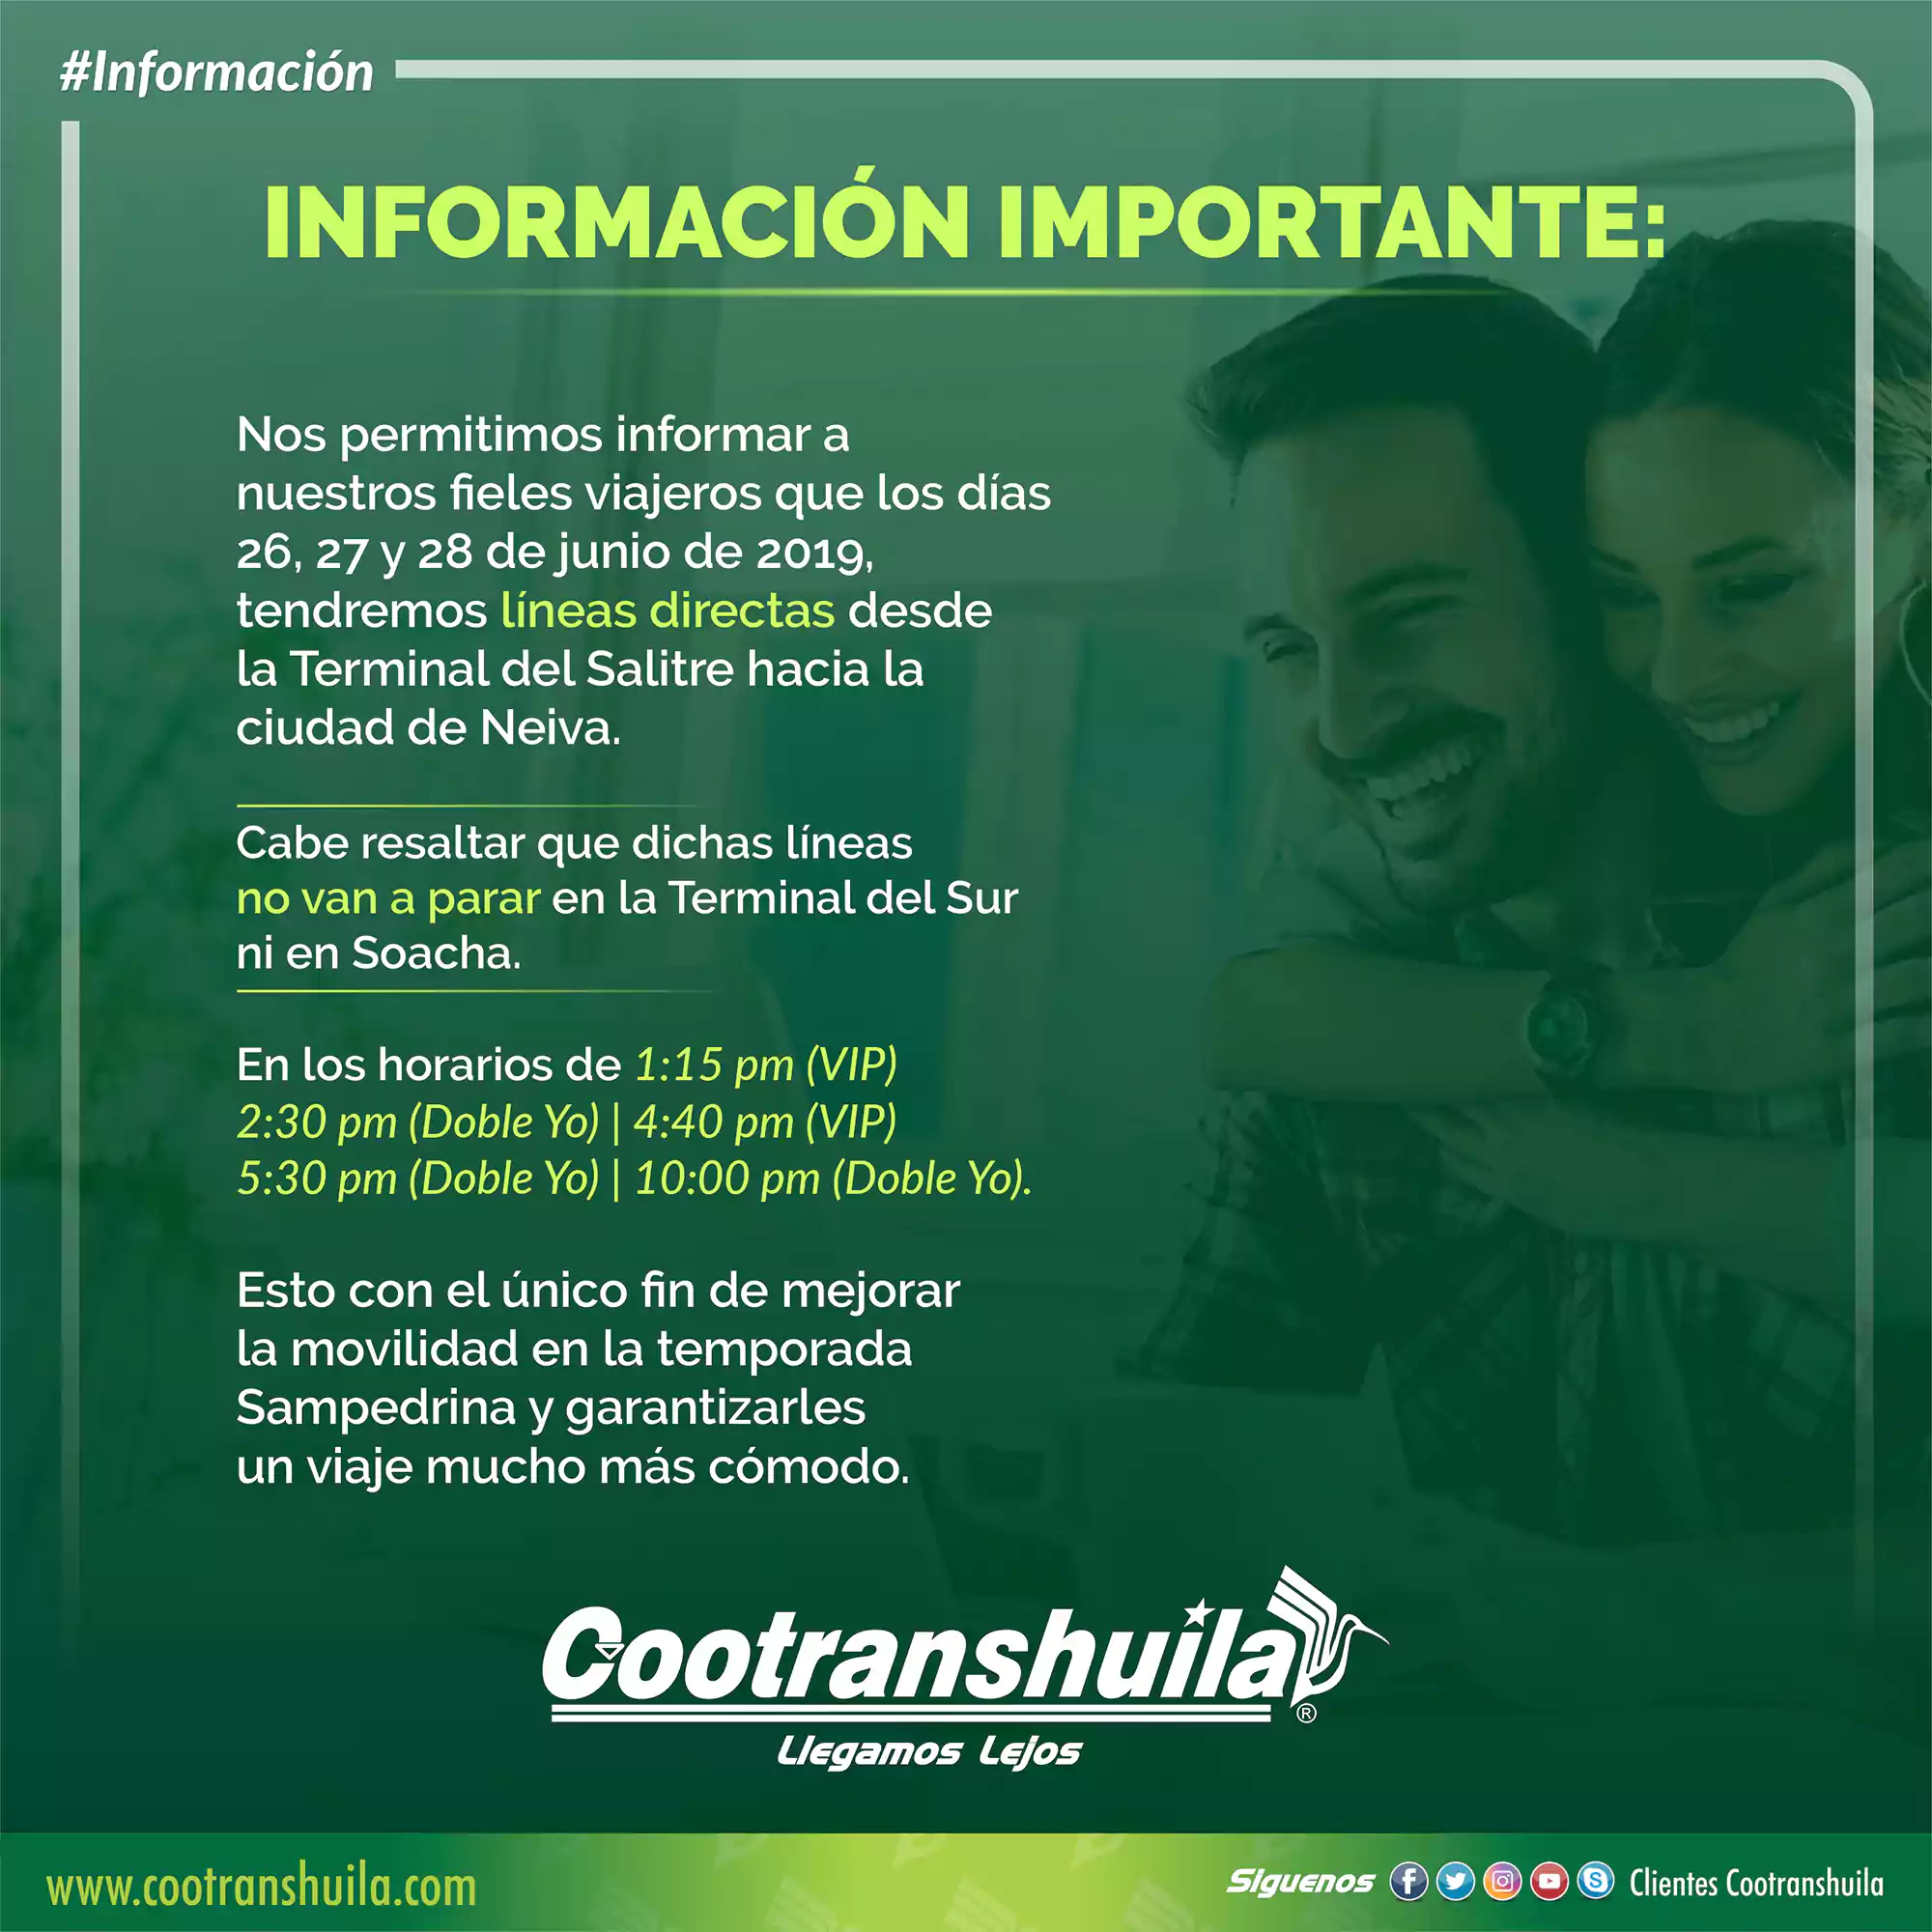 #Información
INFORMACIÓN IMPORTANTE:
Nos permitimos informar a
nuestros fieles viajeros que los días
26, 27 y 28 de junio de 2019,
tendremos líneas directas desde
la Terminal del Salitre hacia la
ciudad de Neiva.
Cabe resaltar que dichas líneas
no van a parar en la Terminal del Sur
ni en Soacha.
En los horarios de 1:15 pm (VIP)
2:30 pm (Doble Yo) | 4:40 pm (VIP)
5:30 pm (Doble Yo) | 10:00 pm (Doble Yo).
Esto con el único fin de mejorar
la movilidad en la temporada
Sampedrina y garantizarles
un viaje mucho más cómodo.
Cootranshuila
®
Llegamos Lejos
www.cootranshuila.com
Síguenos Clientes Cootranshuila